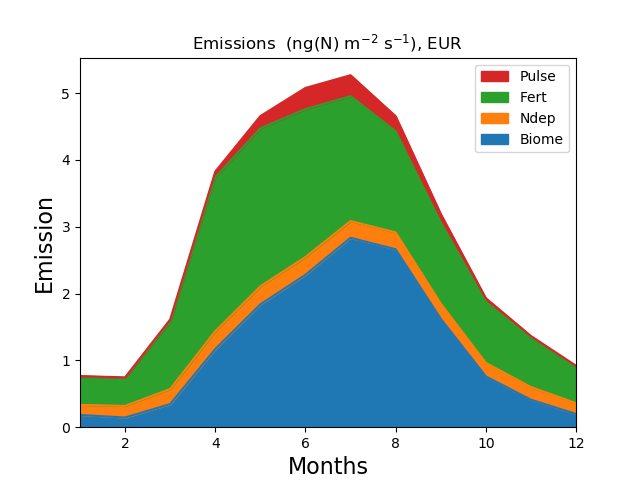 Emissions (ng(N) m⁻² s⁻¹), EUR
Pulse
Fert
Ndep
Biome
Emission
5
4
3
2
1
0
2 4 6 8 10 12
Months